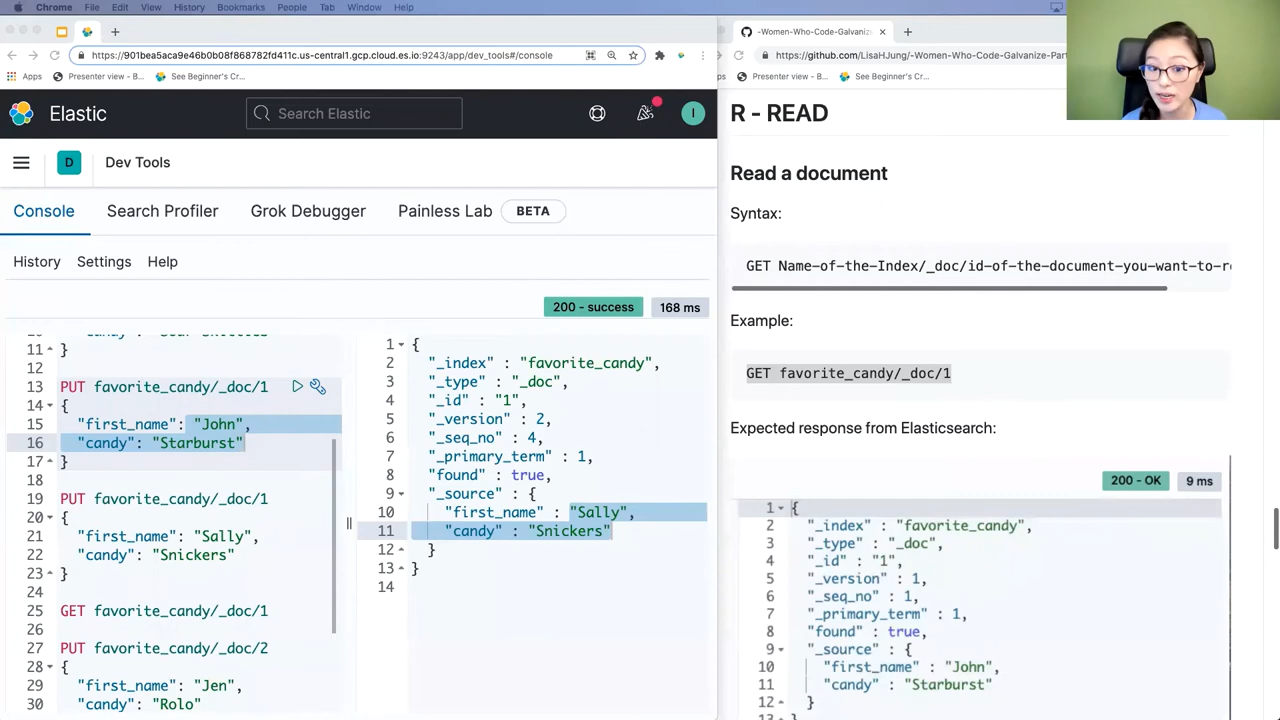 Chrome File Edit View History Bookmarks People Tab Window Help
https://901bea5aca9e46b0b08f868782fd411c.us-central1.gcp.cloud.es.io:9243/app/dev_tools#/console
Apps Presenter view - B... See Beginner's Cr...
Elastic
Search Elastic
I
D
Dev Tools
Console Search Profiler Grok Debugger Painless Lab BETA
History Settings Help
200 - success 168 ms
11 }
12
13 PUT favorite_candy/_doc/1
14 {
15 "first_name": "John",
16 "candy": "Starburst"
17 }
18
19 PUT favorite_candy/_doc/1
20 {
21 "first_name": "Sally",
22 "candy": "Snickers"
23 }
24
25 GET favorite_candy/_doc/1
26
27 PUT favorite_candy/_doc/2
28 {
29 "first_name": "Jen",
30 "candy": "Rolo"
1 {
2 "_index" : "favorite_candy",
3 "_type" : "_doc",
4 "_id" : "1",
5 "_version" : 2,
6 "_seq_no" : 4,
7 "_primary_term" : 1,
8 "found" : true,
9 "_source" : {
10 "first_name" : "Sally",
11 "candy" : "Snickers"
12 }
13 }
14
-Women-Who-Code-Galvanize-Par
https://github.com/LisaHJung/-Women-Who-Code-Galvanize-Part
Presenter view - B... See Beginner's Cr...
R - READ
Read a document
Syntax:
GET Name-of-the-Index/_doc/id-of-the-document-you-want-to-re
Example:
GET favorite_candy/_doc/1
Expected response from Elasticsearch:
200 - OK 9 ms
1 {
2 "_index" : "favorite_candy",
3 "_type" : "_doc",
4 "_id" : "1",
5 "_version" : 1,
6 "_seq_no" : 1,
7 "_primary_term" : 1,
8 "found" : true,
9 "_source" : {
10 "first_name" : "John",
11 "candy" : "Starburst"
12 }